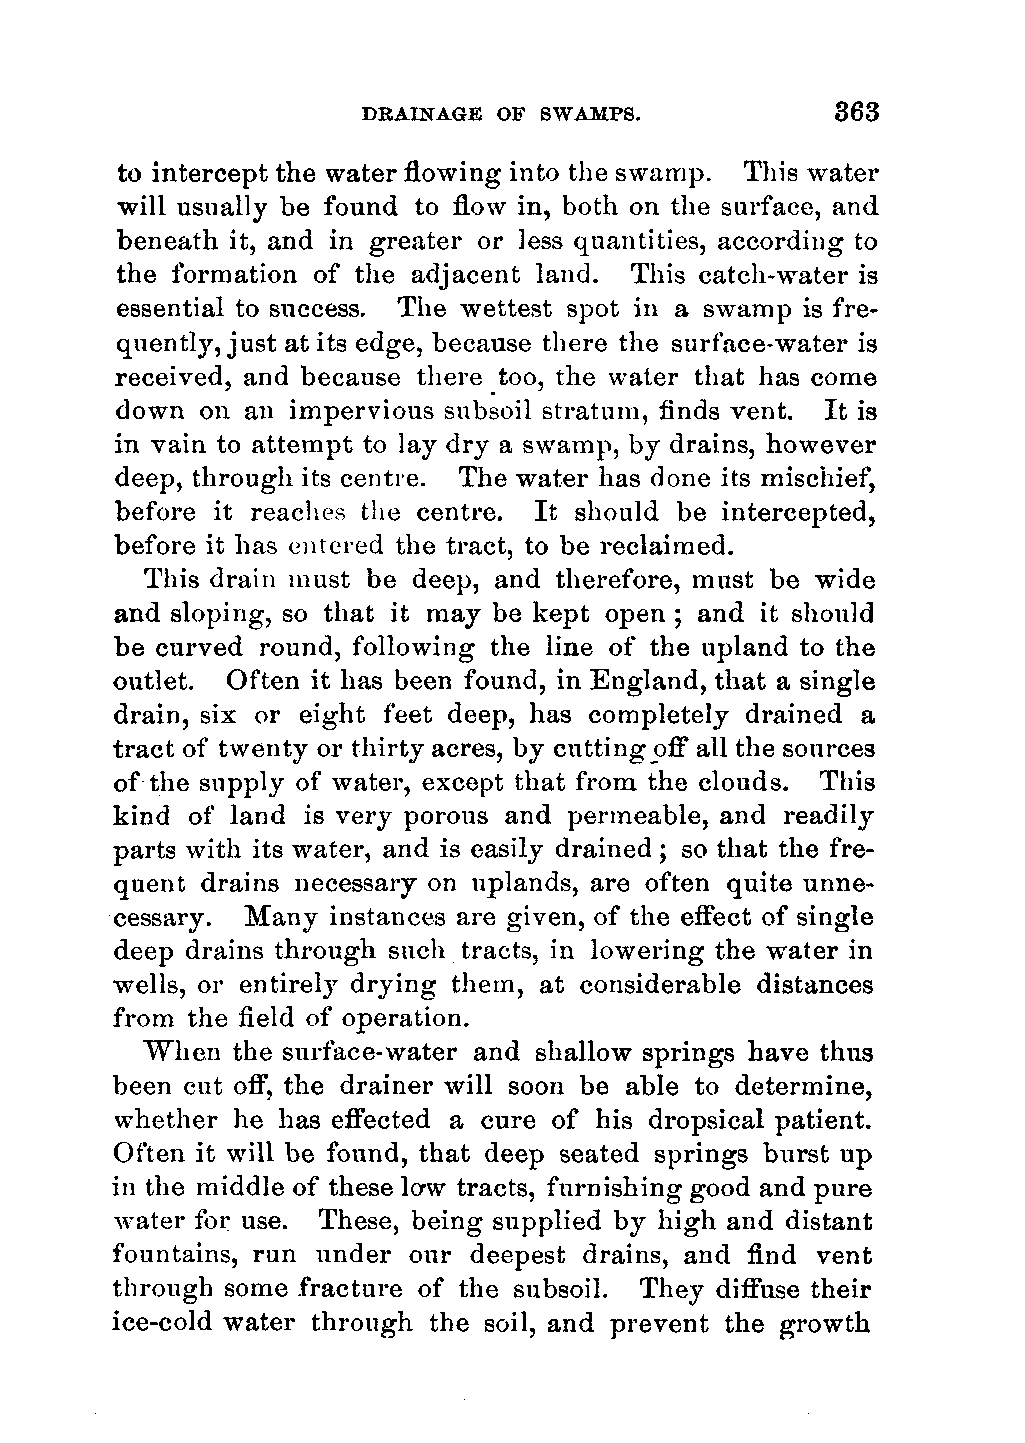 DRAINAGE OF SWAMPS. 363
to intercept the water flowing into the swamp. This water
will usually be found to flow in, both on the surface, and
beneath it, and in greater or less quantities, according to
the formation of the adjacent land. This catch-water is
essential to success. The wettest spot in a swamp is fre-
quently, just at its edge, because there the surface-water is
received, and because there too, the water that has come
down on an impervious subsoil stratum, finds vent. It is
in vain to attempt to lay dry a swamp, by drains, however
deep, through its centre. The water has done its mischief,
before it reaches the centre. It should be intercepted,
before it has entered the tract, to be reclaimed.
This drain must be deep, and therefore, must be wide
and sloping, so that it may be kept open; and it should
be curved round, following the line of the upland to the
outlet. Often it has been found, in England, that a single
drain, six or eight feet deep, has completely drained a
tract of twenty or thirty acres, by cutting off all the sources
of the supply of water, except that from the clouds. This
kind of land is very porous and permeable, and readily
parts with its water, and is easily drained; so that the fre-
quent drains necessary on uplands, are often quite unne-
cessary. Many instances are given, of the effect of single
deep drains through such tracts, in lowering the water in
wells, or entirely drying them, at considerable distances
from the field of operation.
When the surface-water and shallow springs have thus
been cut off, the drainer will soon be able to determine,
whether he has effected a cure of his dropsical patient.
Often it will be found, that deep seated springs burst up
in the middle of these low tracts, furnishing good and pure
water for use. These, being supplied by high and distant
fountains, run under our deepest drains, and find vent
through some fracture of the subsoil. They diffuse their
ice-cold water through the soil, and prevent the growth